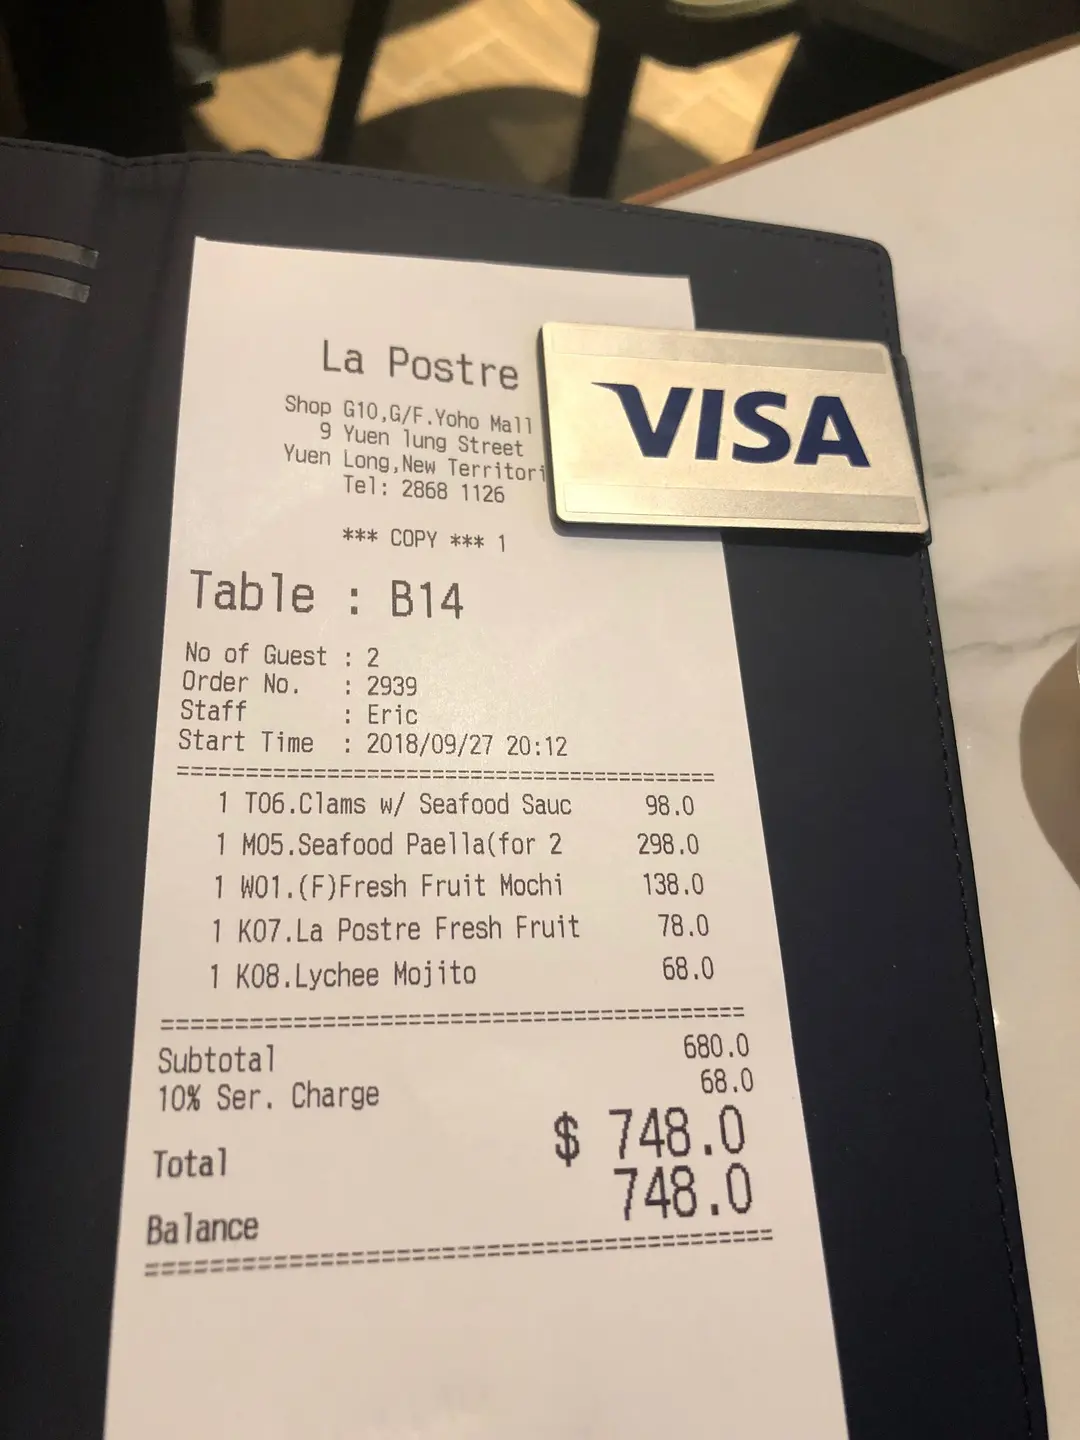 La Postre
Shop G10,G/F.Yoho Mall
9 Yuen lung Street
Yuen Long,New Territori
Tel: 2868 1126
VISA
*** COPY *** 1
Table : B14
No of Guest : 2
Order No. : 2939
Staff : Eric
Start Time : 2018/09/27 20:12
1 T06.Clams w/ Seafood Sauc 98.0
1 M05.Seafood Paella(for 2 298.0
1 W01.(F)Fresh Fruit Mochi 138.0
1 K07.La Postre Fresh Fruit 78.0
1 K08.Lychee Mojito 68.0
Subtotal 680.0
10% Ser. Charge 68.0
Total $ 748.0
Balance 748.0